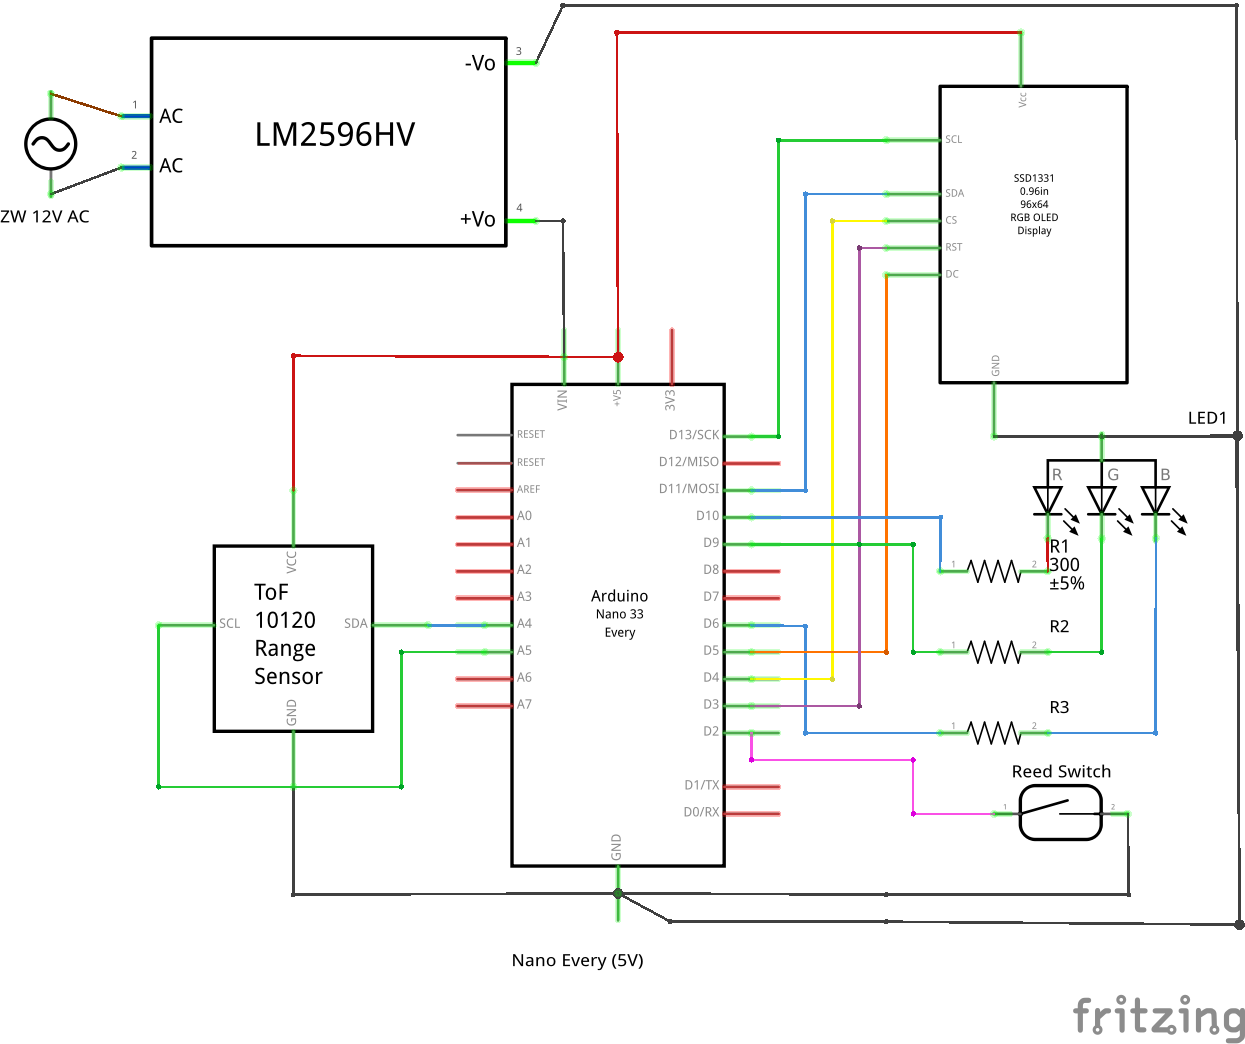 -Vo
3
1
AC
LM2596HV
2
AC
ZW 12V AC
+Vo
4
Vcc
SCL
SSD1331
0.96in
96x64
RGB OLED
Display
SDA
CS
RST
DC
GND
LED1
R
G
B
VIN
+V5
3V3
RESET
RESET
AREF
A0
A1
A2
A3
A4
A5
A6
A7
D13/SCK
D12/MISO
D11/MOSI
D10
D9
D8
D7
D6
D5
D4
D3
D2
D1/TX
D0/RX
Arduino
Nano 33
Every
GND
VCC
ToF
10120
Range
Sensor
SCL
SDA
GND
R1
300
±5%
1
2
R2
1
2
R3
1
2
Reed Switch
1
2
Nano Every (5V)
fritzing